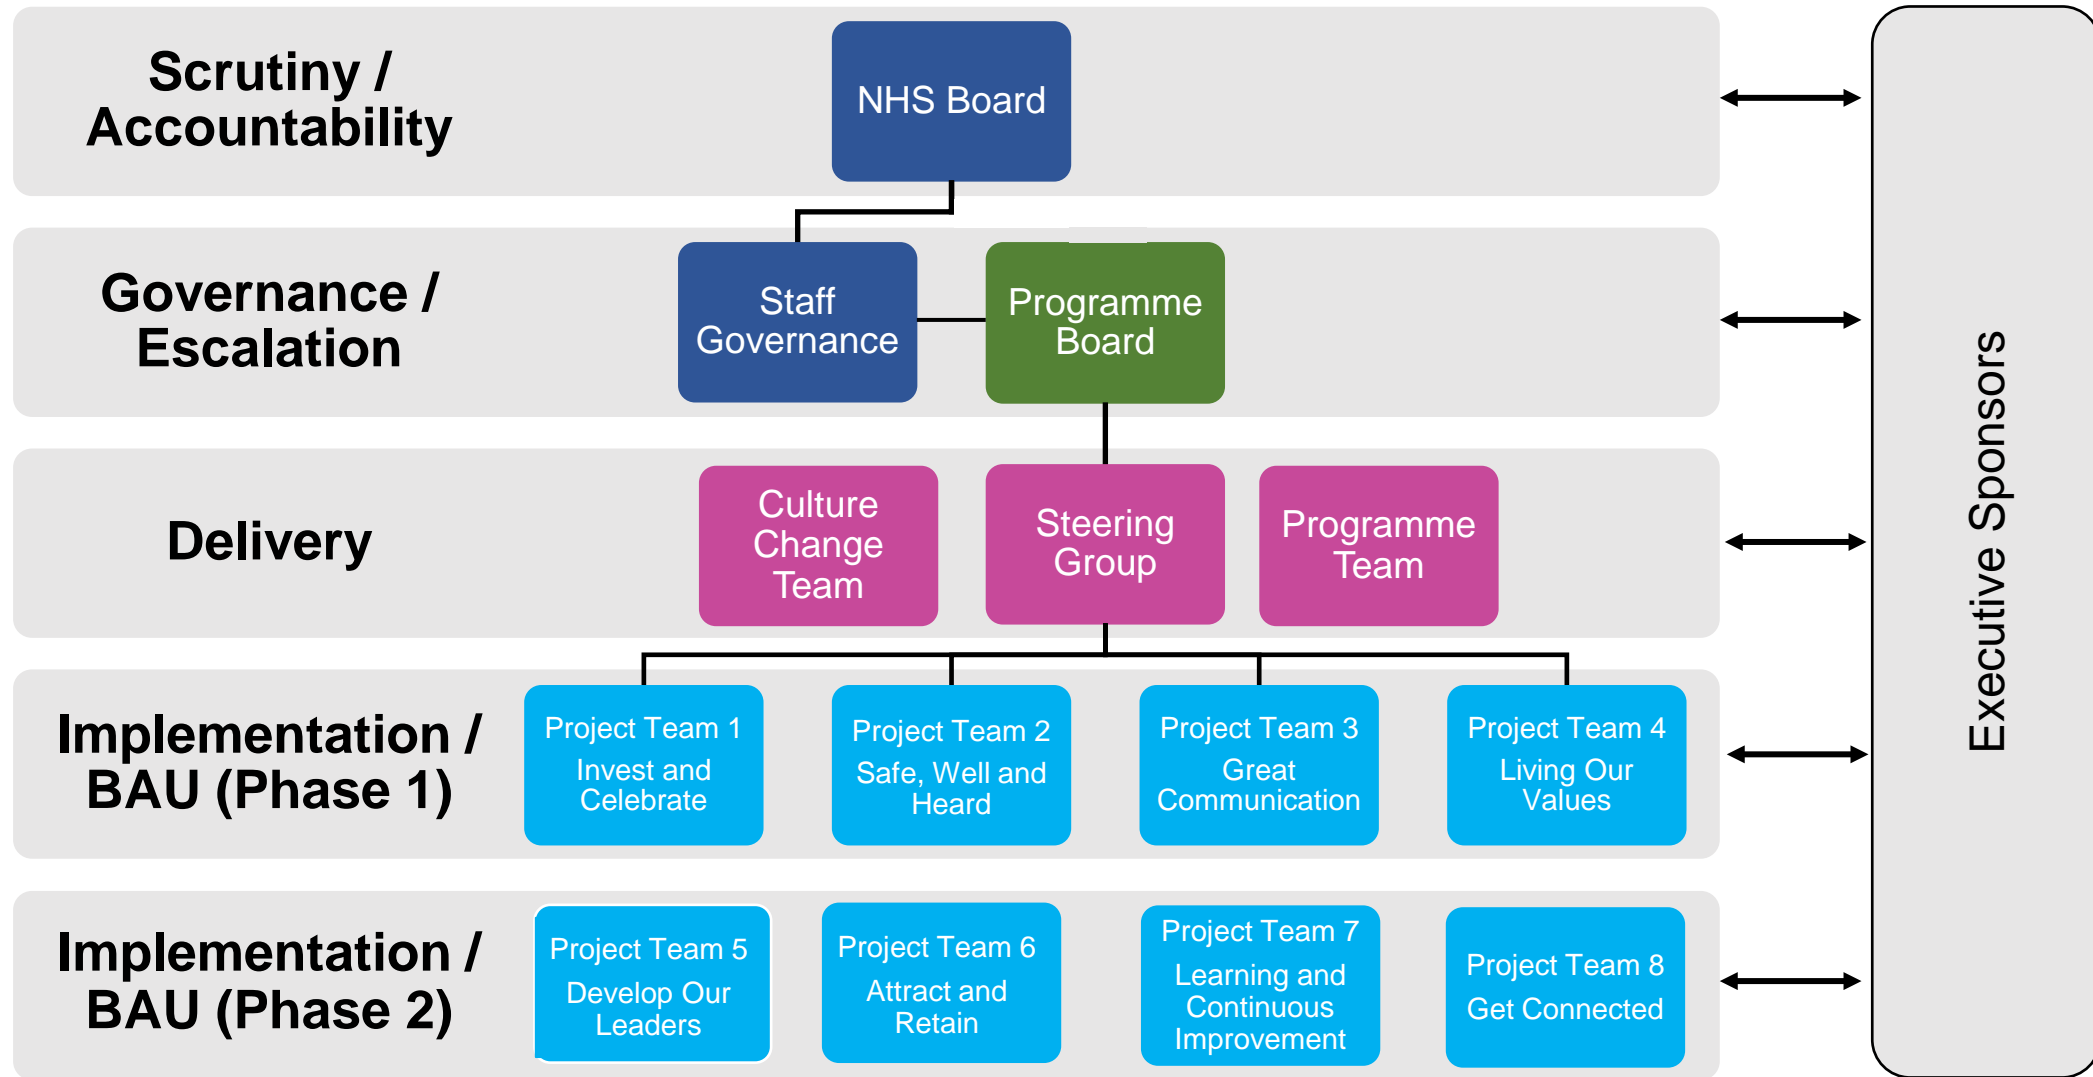 Scrutiny /
Accountability
NHS Board
Governance /
Escalation
Staff
Governance
Programme
Board
Delivery
Culture
Change
Team
Steering
Group
Programme
Team
Implementation /
BAU (Phase 1)
Project Team 1
Invest and
Celebrate
Project Team 2
Safe, Well and
Heard
Project Team 3
Great
Communication
Project Team 4
Living Our
Values
Implementation /
BAU (Phase 2)
Project Team 5
Develop Our
Leaders
Project Team 6
Attract and
Retain
Project Team 7
Learning and
Continuous
Improvement
Project Team 8
Get Connected
Executive Sponsors